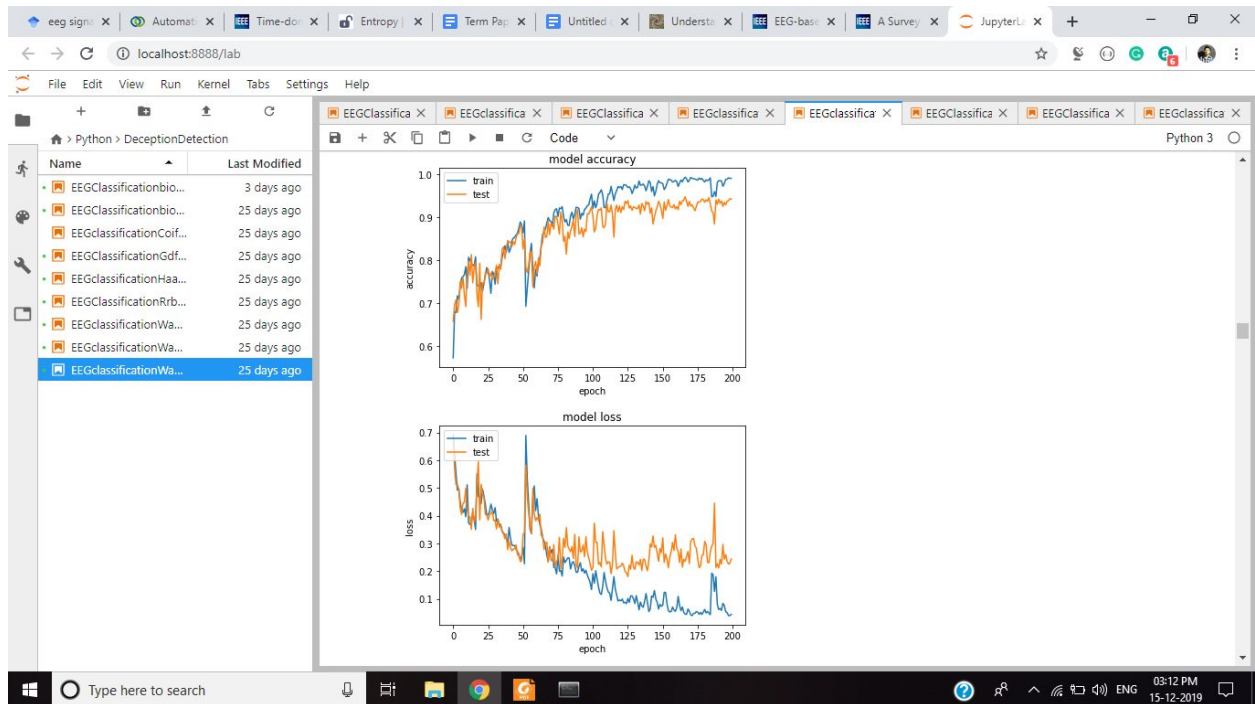 eeg signa
Automati
IEEE Time-don
Entropy |
Term Pap
Untitled d
Understa
IEEE EEG-base
IEEE A Survey
JupyterLa
localhost:8888/lab
6
File Edit View Run Kernel Tabs Settings Help
EEGClassifica
EEGclassifica
EEGClassifica
EEGClassifica
EEGclassifica
EEGClassifica
EEGClassifica
EEGclassifica
> Python > DeceptionDetection
Code
Python 3
Name Last Modified
EEGClassificationbio... 3 days ago
EEGClassificationbio... 25 days ago
EEGClassificationCoif... 25 days ago
EEGClassificationGdf... 25 days ago
EEGClassificationHaa... 25 days ago
EEGClassificationRrb... 25 days ago
EEGclassificationWa... 25 days ago
EEGclassificationWa... 25 days ago
EEGclassificationWa... 25 days ago
model accuracy
train
test
accuracy
1.0
0.9
0.8
0.7
0.6
0 25 50 75 100 125 150 175 200
epoch
model loss
train
test
loss
0.7
0.6
0.5
0.4
0.3
0.2
0.1
0 25 50 75 100 125 150 175 200
epoch
Type here to search
ENG
03:12 PM
15-12-2019